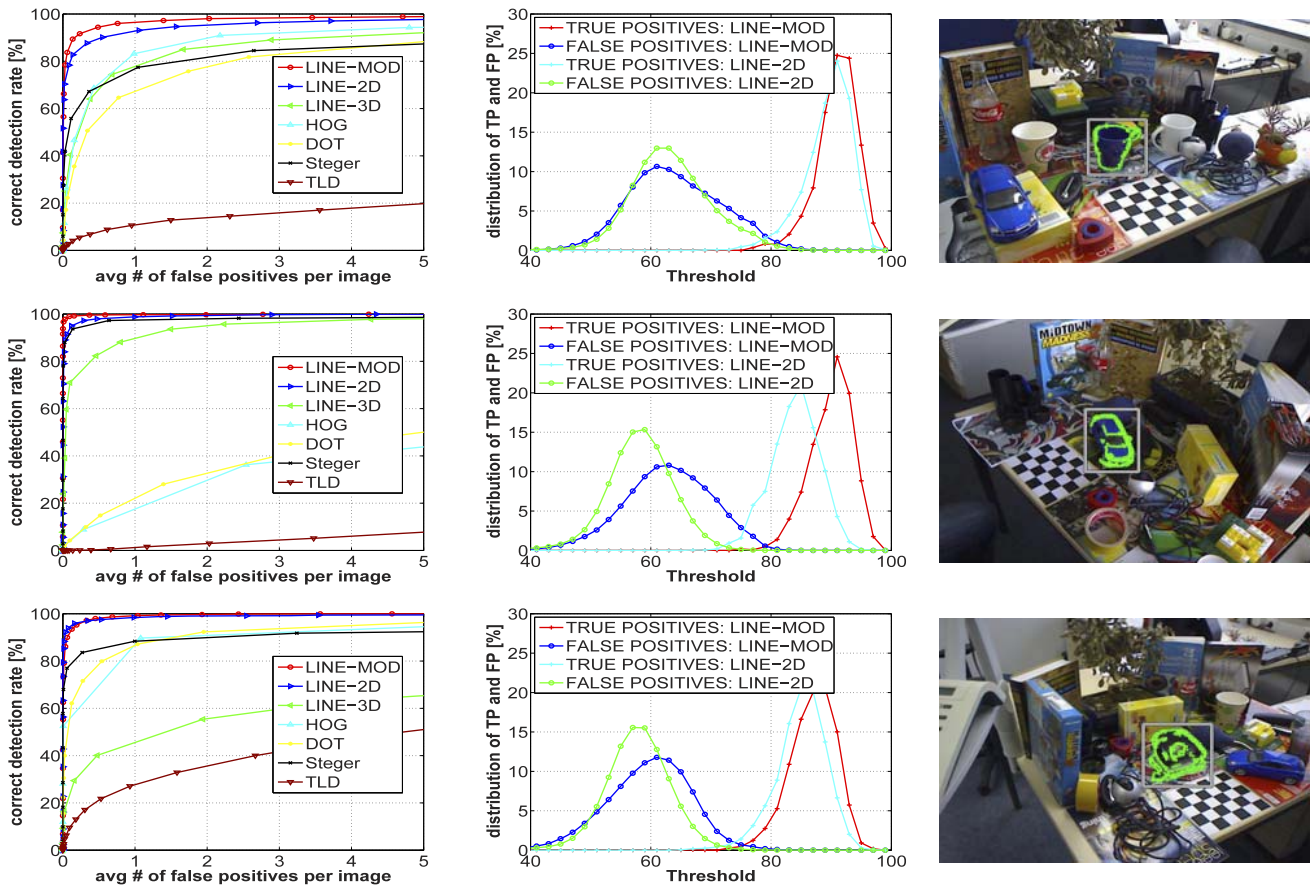 correct detection rate [%]
100
80
60
40
20
0
0 1 2 3 4 5
avg # of false positives per image
LINE−MOD
LINE−2D
LINE−3D
HOG
DOT
Steger
TLD
distribution of TP and FP [%]
30
25
20
15
10
5
0
40 60 80 100
Threshold
TRUE POSITIVES: LINE−MOD
FALSE POSITIVES: LINE−MOD
TRUE POSITIVES: LINE−2D
FALSE POSITIVES: LINE−2D
correct detection rate [%]
100
80
60
40
20
0
0 1 2 3 4 5
avg # of false positives per image
LINE−MOD
LINE−2D
LINE−3D
HOG
DOT
Steger
TLD
distribution of TP and FP [%]
30
25
20
15
10
5
0
40 60 80 100
Threshold
TRUE POSITIVES: LINE−MOD
FALSE POSITIVES: LINE−MOD
TRUE POSITIVES: LINE−2D
FALSE POSITIVES: LINE−2D
MIDTOWN
MADNESS
correct detection rate [%]
100
80
60
40
20
0
0 1 2 3 4 5
avg # of false positives per image
LINE−MOD
LINE−2D
LINE−3D
HOG
DOT
Steger
TLD
distribution of TP and FP [%]
30
25
20
15
10
5
0
40 60 80 100
Threshold
TRUE POSITIVES: LINE−MOD
FALSE POSITIVES: LINE−MOD
TRUE POSITIVES: LINE−2D
FALSE POSITIVES: LINE−2D